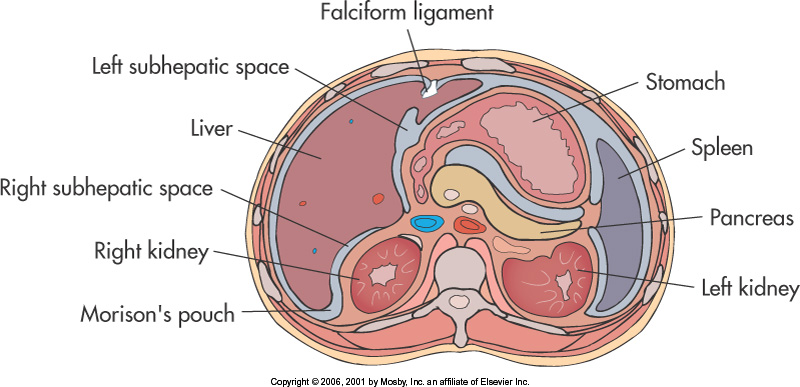 Falciform ligament
Left subhepatic space
Stomach
Liver
Spleen
Right subhepatic space
Pancreas
Right kidney
Left kidney
Morison's pouch
Copyright © 2006, 2001 by Mosby, Inc. an affiliate of Elsevier Inc.